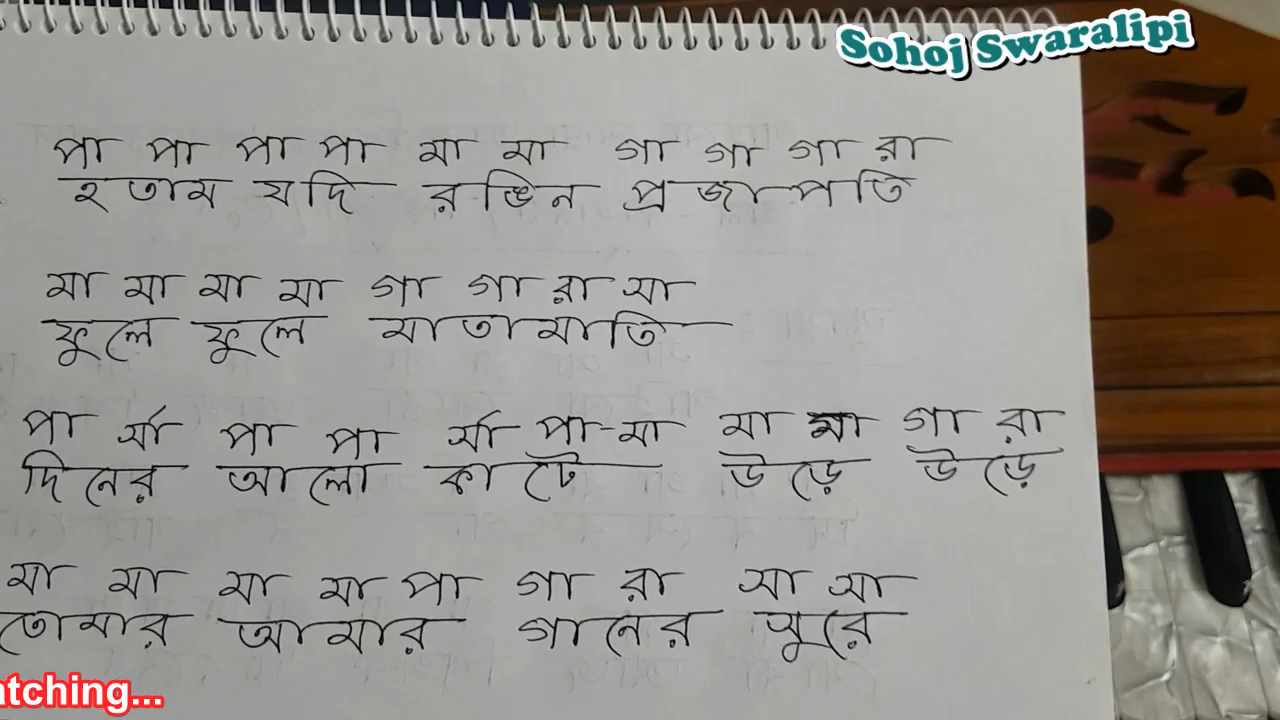 Sohoj Swaralipi
পা পা পা পা মা মা গা গা গা রা
হতাম যদি রঙিন প্রজাপতি
মা মা মা মা গা গা রা সা
ফুলে ফুলে মাতামাতি
পা র্সা পা পা র্সা পা-মা মা মা গা রা
দিনের আলো কাটে উড়ে উড়ে
মা মা মা মা পা গা রা সা সা
তোমার আমার গানের সুরে
atching...